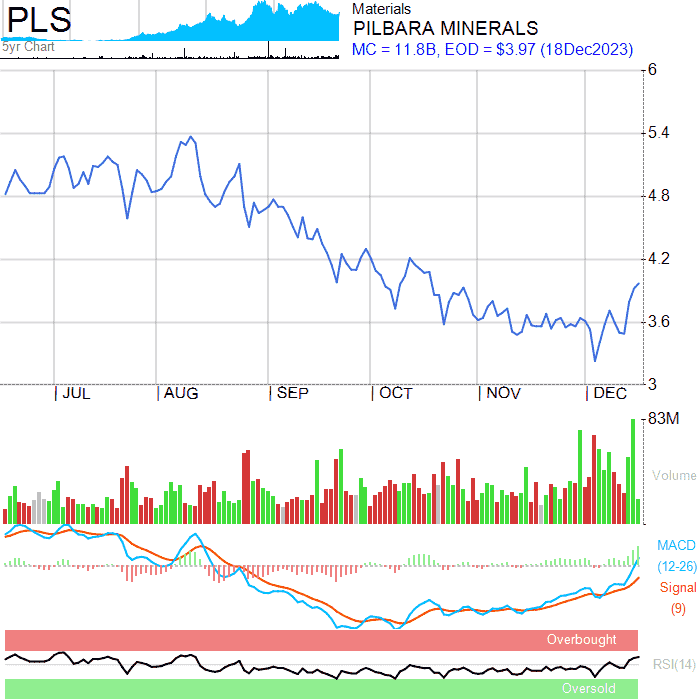 PLS
5yr Chart
Materials
PILBARA MINERALS
MC = 11.8B, EOD = $3.97 (18Dec2023)
6
5.4
4.8
4.2
3.6
3
JUL
AUG
SEP
OCT
NOV
DEC
83M
Volume
MACD
(12-26)
Signal
(9)
Overbought
RSI(14)
Oversold